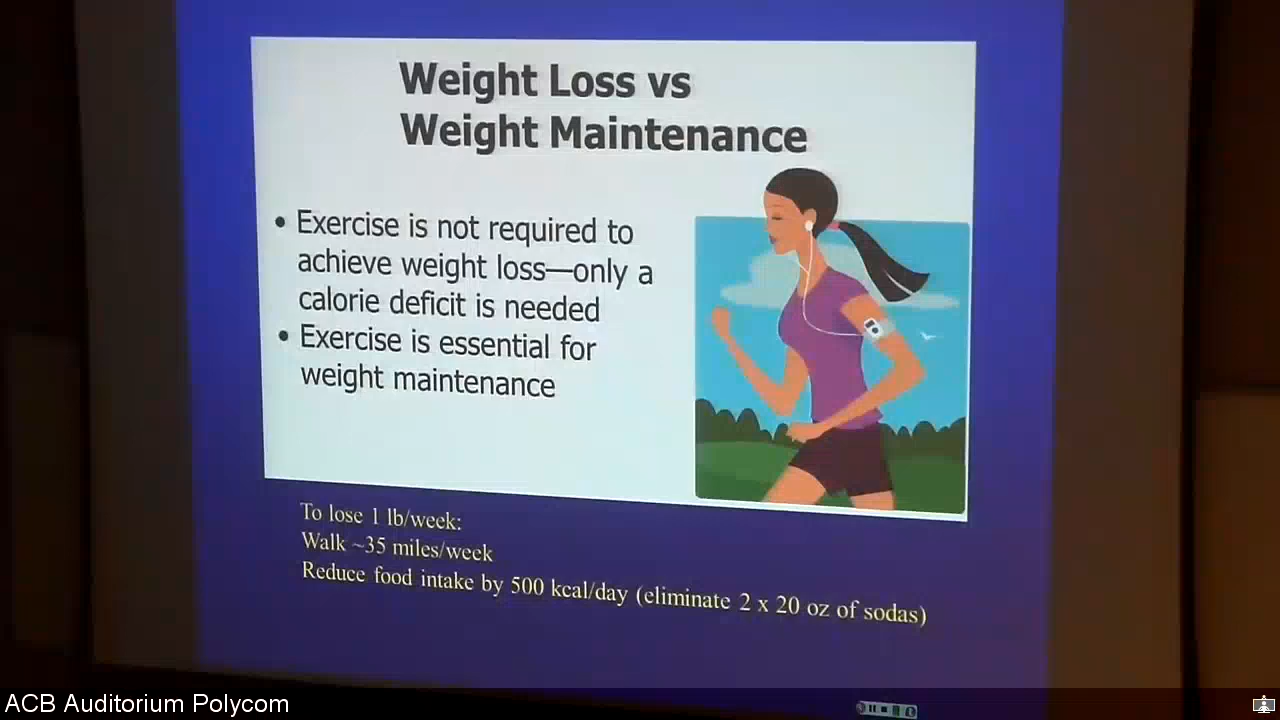 Weight Loss vs
Weight Maintenance
• Exercise is not required to
achieve weight loss—only a
calorie deficit is needed
• Exercise is essential for
weight maintenance
To lose 1 lb/week:
Walk ~35 miles/week
Reduce food intake by 500 kcal/day (eliminate 2 x 20 oz of sodas)
ACB Auditorium Polycom